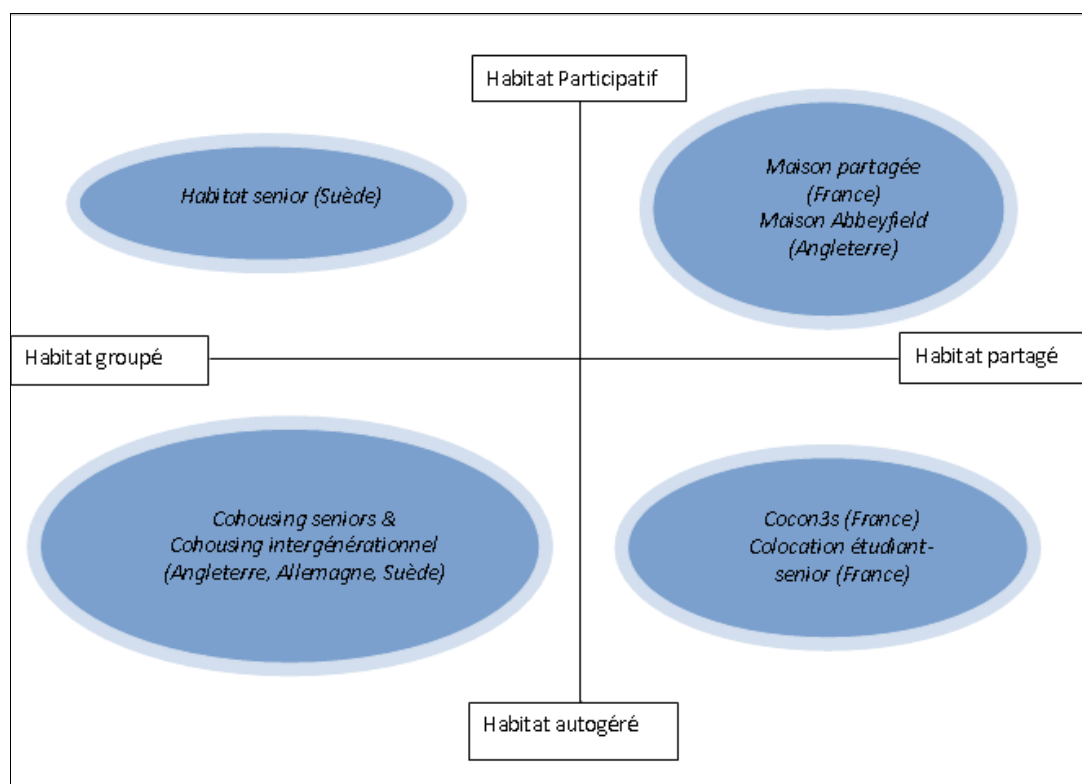 Habitat Participatif
Habitat senior (Suède)
Maison partagée
(France)
Maison Abbeyfield
(Angleterre)
Habitat groupé
Habitat partagé
Cohousing seniors &
Cohousing intergénérationnel
(Angleterre, Allemagne, Suède)
Cocon3s (France)
Colocation étudiant-
senior (France)
Habitat autogéré